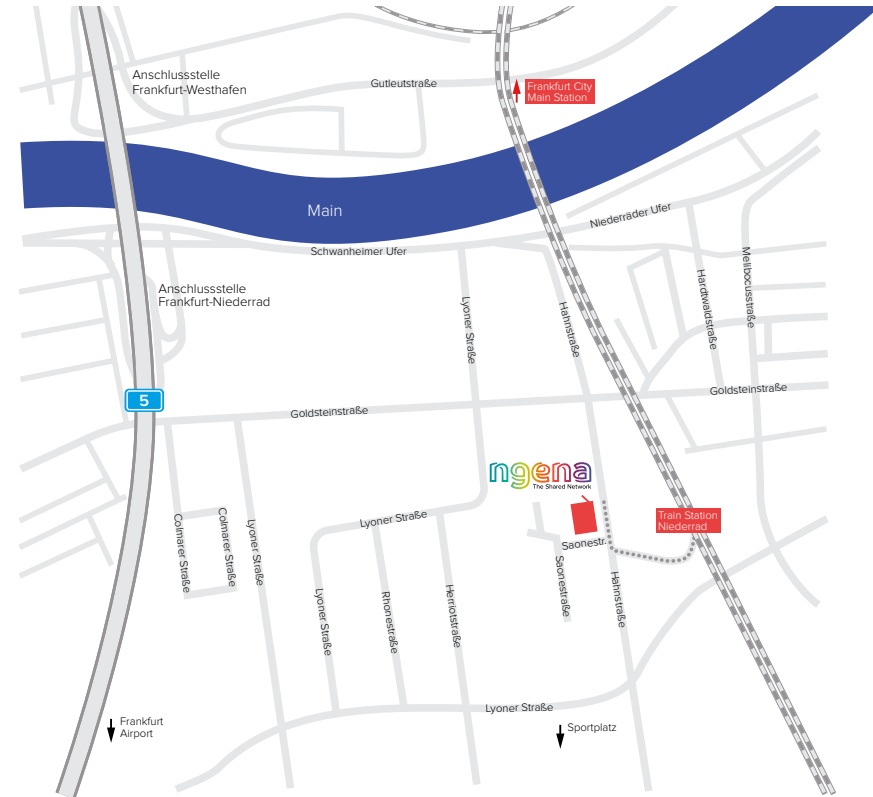 Anschlussstelle
Frankfurt-Westhafen
Gutleutstraße
Frankfurt City
Main Station
Main
Niederräder Ufer
Schwanheimer Ufer
Anschlussstelle
Frankfurt-Niederrad
Lyoner Straße
Hahnstraße
Hardtwaldstraße
Melibocusstraße
5
Goldsteinstraße
Goldsteinstraße
ngena
The Shared Network
Colmarer Straße
Colmarer Straße
Lyoner Straße
Lyoner Straße
Train Station
Niederrad
Saonestr.
Lyoner Straße
Rhonestraße
Herriotstraße
Saonestraße
Hahnstraße
Lyoner Straße
Frankfurt
Airport
Sportplatz